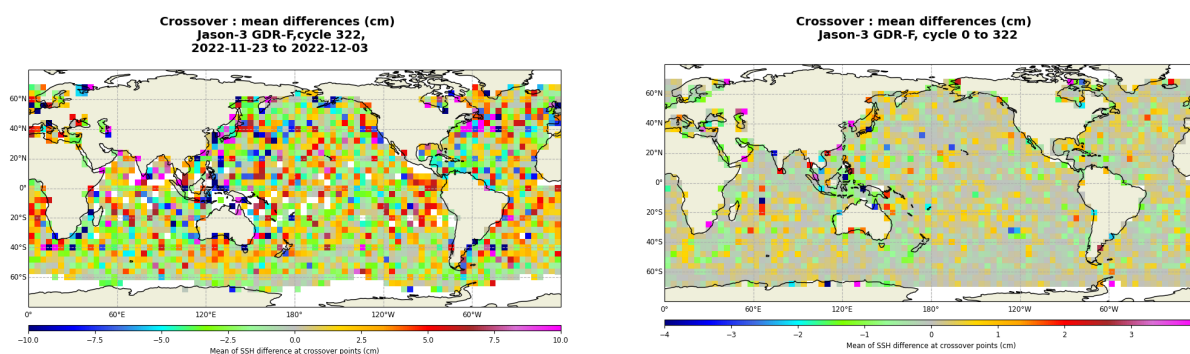 Crossover : mean differences (cm)
Jason-3 GDR-F,cycle 322,
2022-11-23 to 2022-12-03
60°N
40°N
20°N
0°
20°S
40°S
60°S
0°
60°E
120°E
180°
120°W
60°W
0°
-10.0
-7.5
-5.0
-2.5
0.0
2.5
5.0
7.5
10.0
Mean of SSH difference at crossover points (cm)
Crossover : mean differences (cm)
Jason-3 GDR-F, cycle 0 to 322
60°N
40°N
20°N
0°
20°S
40°S
60°S
0°
60°E
120°E
180°
120°W
60°W
-4
-3
-2
-1
0
1
2
3
Mean of SSH difference at crossover points (cm)